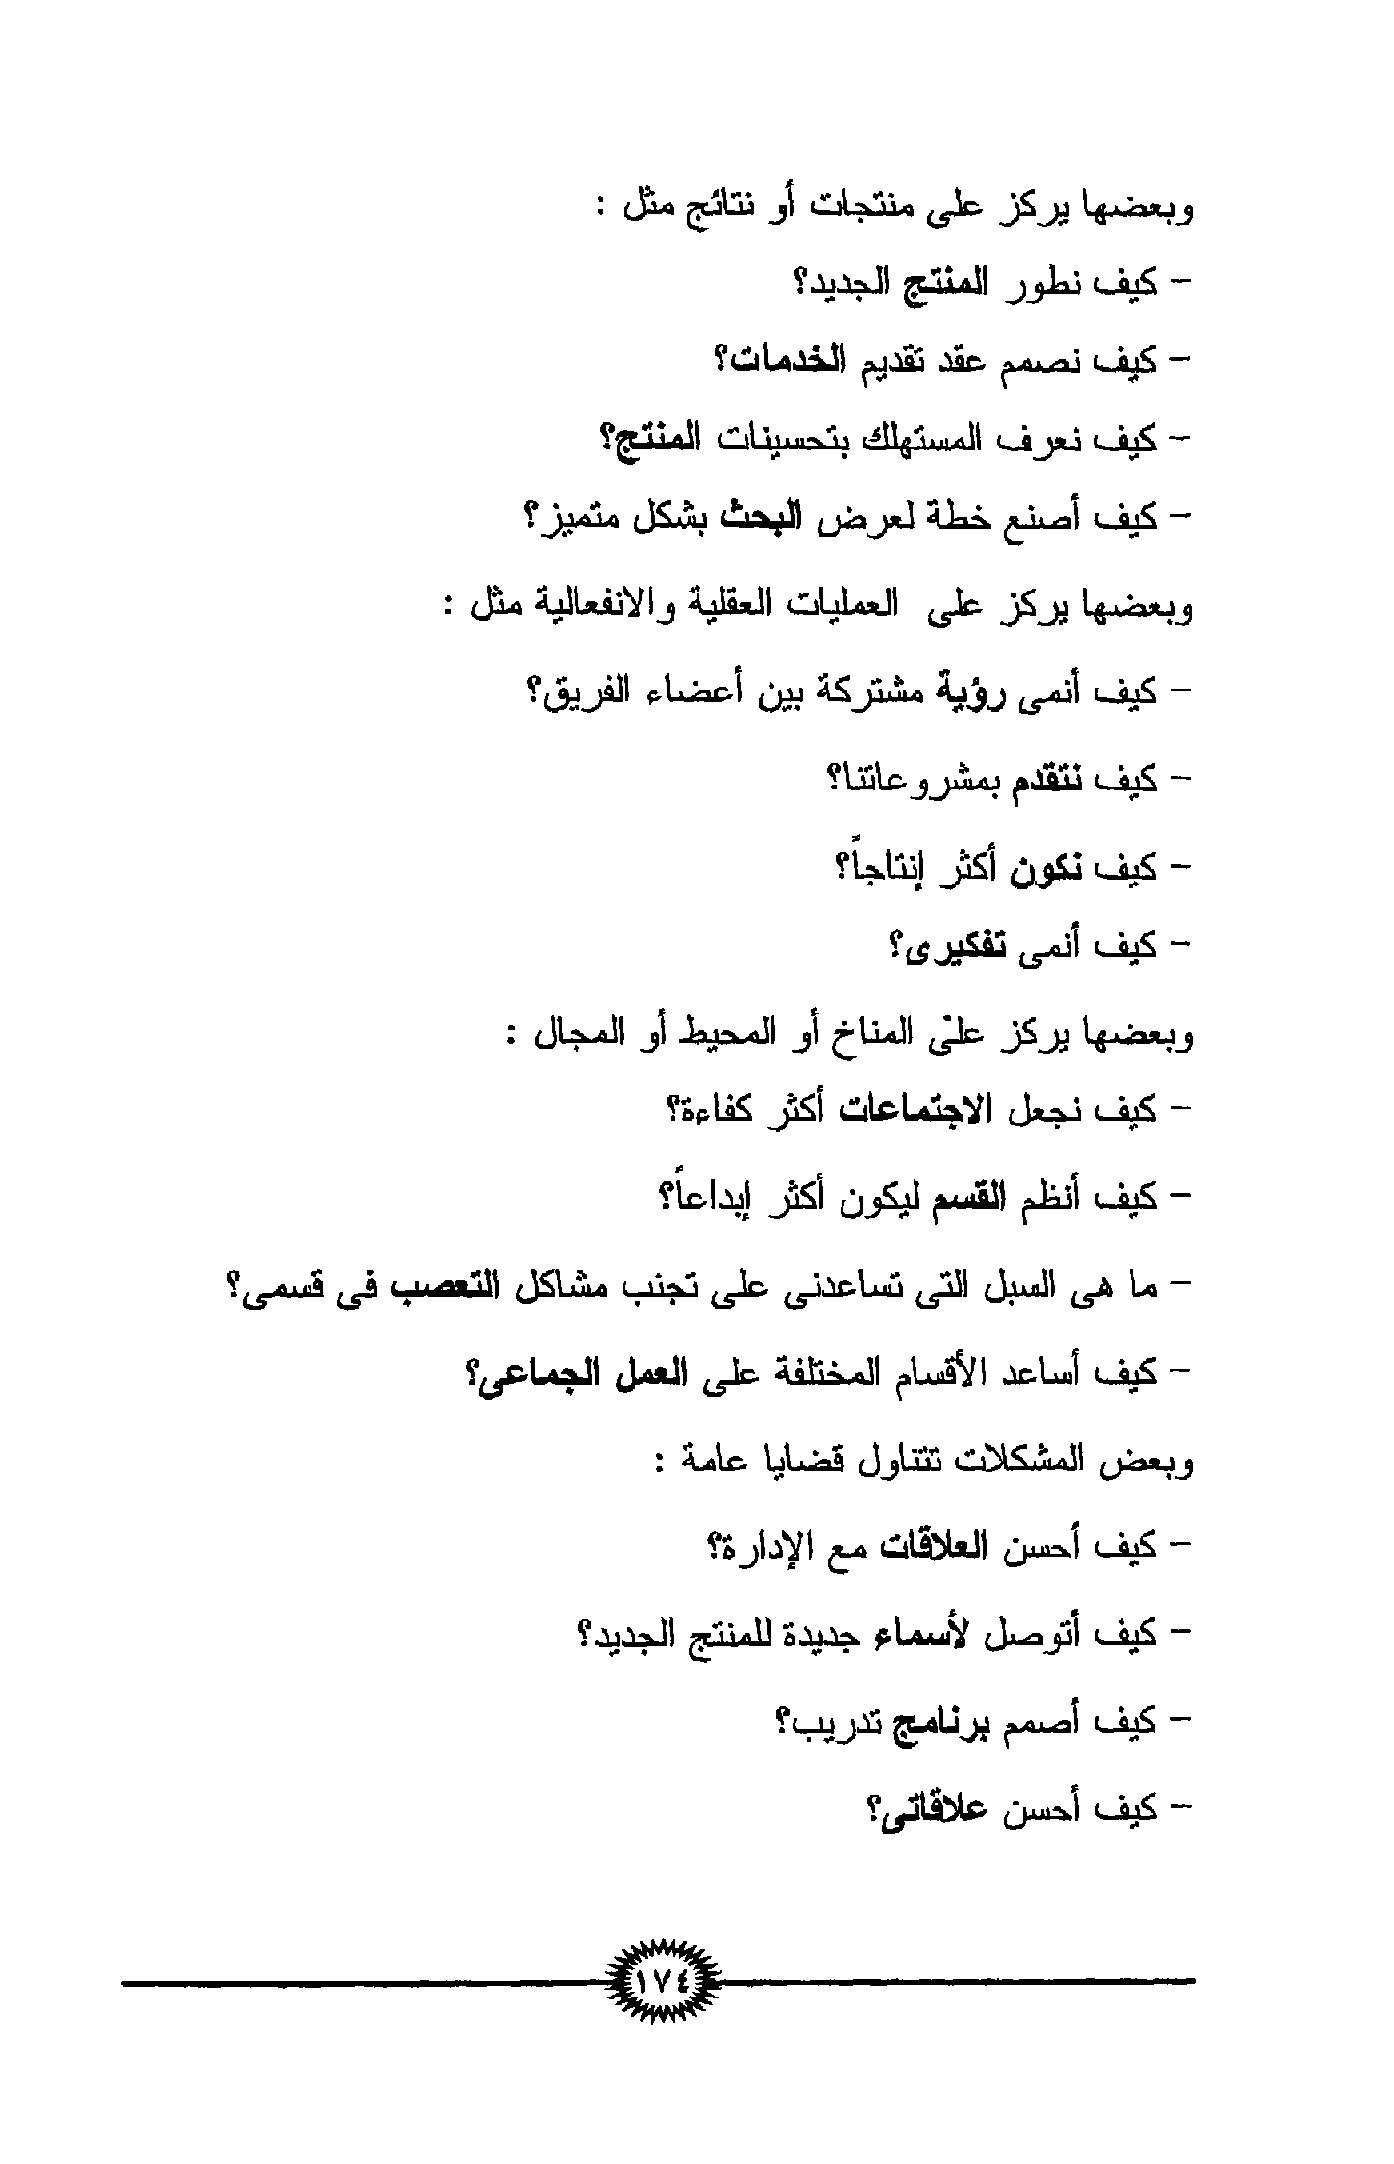 وبعضها يركز على منتجات أو نتائج مثل :
- كيف نطور المنتج الجديد؟
- كيف نصمم عقد تقديم الخدمات؟
- كيف نعرف المستهلك بتحسينات المنتج؟
- كيف أصنع خطة لعرض البحث بشكل متميز؟
وبعضها يركز على العمليات العقلية والانفعالية مثل :
- كيف أنمى رؤية مشتركة بين أعضاء الفريق؟
- كيف نتقدم بمشروعاتنا؟
- كيف نكون أكثر إنتاجاً؟
- كيف أنمى تفكيرى؟
وبعضها يركز على المناخ أو المحيط أو المجال :
- كيف نجعل الاجتماعات أكثر كفاءة؟
- كيف أنظم القسم ليكون أكثر إبداعاً؟
- ما هى السبل التى تساعدنى على تجنب مشاكل التعصب فى قسمى؟
- كيف أساعد الأقسام المختلفة على العمل الجماعى؟
وبعض المشكلات تتناول قضايا عامة :
- كيف أحسن العلاقات مع الإدارة؟
- كيف أتوصل لأسماء جديدة للمنتج الجديد؟
- كيف أصمم برنامج تدريب؟
- كيف أحسن علاقاتى؟
١٧٤